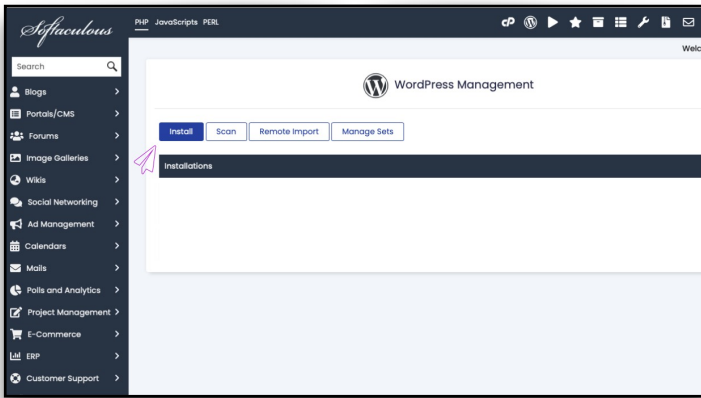 Softaculous
PHP JavaScripts PERL
cP
Welc
Search
WordPress Management
Blogs
Portals/CMS
Forums
Image Galleries
Wikis
Social Networking
Ad Management
Calendars
Mails
Polls and Analytics
Project Management
E-Commerce
ERP
Customer Support
Install Scan Remote Import Manage Sets
Installations